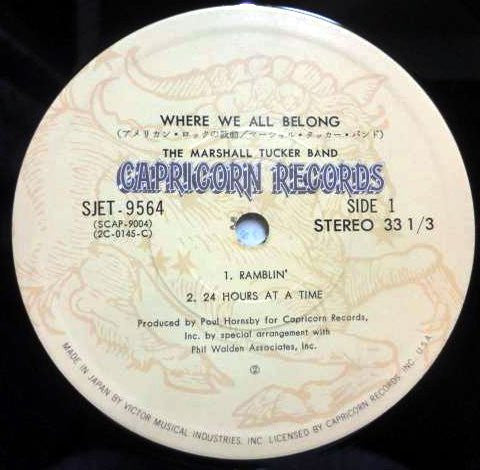 WHERE WE ALL BELONG
(アメリカン・ロックの鼓動/マーシャル・タッカー・バンド)
THE MARSHALL TUCKER BAND
CAPRICORN RECORDS
SJET-9564
(SCAP-9004)
(2C-0145-C)
SIDE 1
STEREO 33 1/3
1. RAMBLIN'
2. 24 HOURS AT A TIME
Produced by Paul Hornsby for Capricorn Records,
Inc. by special arrangement with
Phil Walden Associates, Inc.
②
MADE IN JAPAN BY VICTOR MUSICAL INDUSTRIES, INC. LICENSED BY CAPRICORN RECORDS INC. U.S.A.